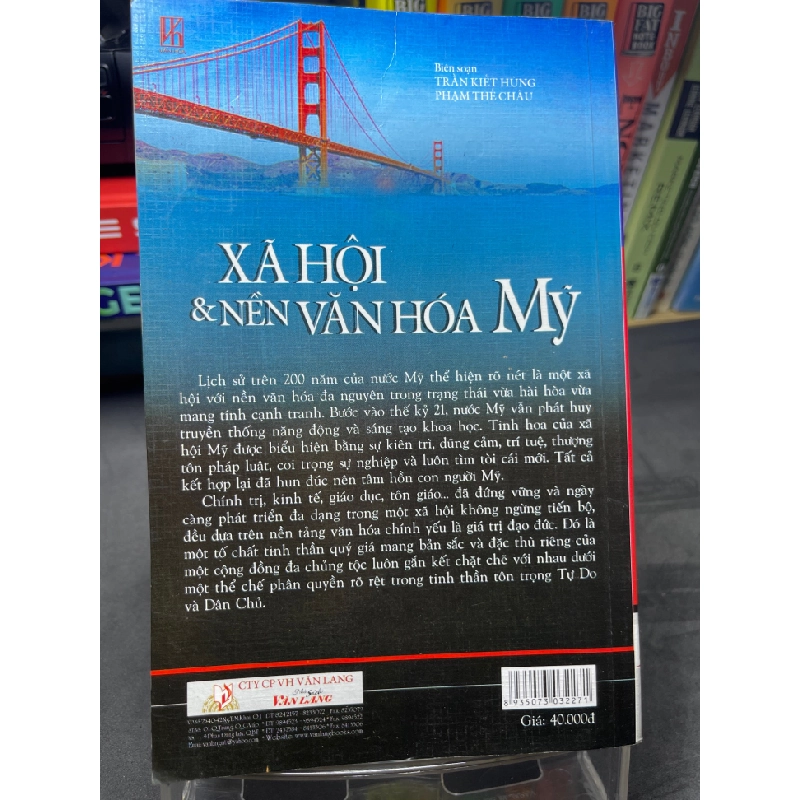 Biên soạn
TRẦN KIẾT HÙNG
PHẠM THẾ CHÂU
XÃ HỘI
& NỀN VĂN HÓA MỸ
Lịch sử trên 200 năm của nước Mỹ thể hiện rõ nét là một xã
hội với nền văn hóa đa nguyên trong trạng thái vừa hài hòa vừa
mang tính cạnh tranh. Bước vào thế kỷ 21, nước Mỹ vẫn phát huy
truyền thống năng động và sáng tạo khoa học. Tinh hoa của xã
hội Mỹ được biểu hiện bằng sự kiên trì, dũng cảm, trí tuệ, thượng
tôn pháp luật, coi trọng sự nghiệp và luôn tìm tòi cái mới. Tất cả
kết hợp lại đã hun đúc nên tâm hồn con người Mỹ.
Chính trị, kinh tế, giáo dục, tôn giáo... đã đứng vững và ngày
càng phát triển đa dạng trong một xã hội không ngừng tiến bộ,
đều dựa trên nền tảng văn hóa chính yếu là giá trị đạo đức. Đó là
một tố chất tinh thần quý giá mang bản sắc và đặc thù riêng của
một cộng đồng đa chủng tộc luôn gắn kết chặt chẽ với nhau dưới
một thể chế phân quyền rõ rệt trong tinh thần tôn trọng Tự Do
và Dân Chủ.
CTY CP VH VĂN LANG
Nhà Sách
VĂN LANG
8 935073 032271
Giá: 40.000đ
BIG FAT
NOTEBOOK
MARKETING